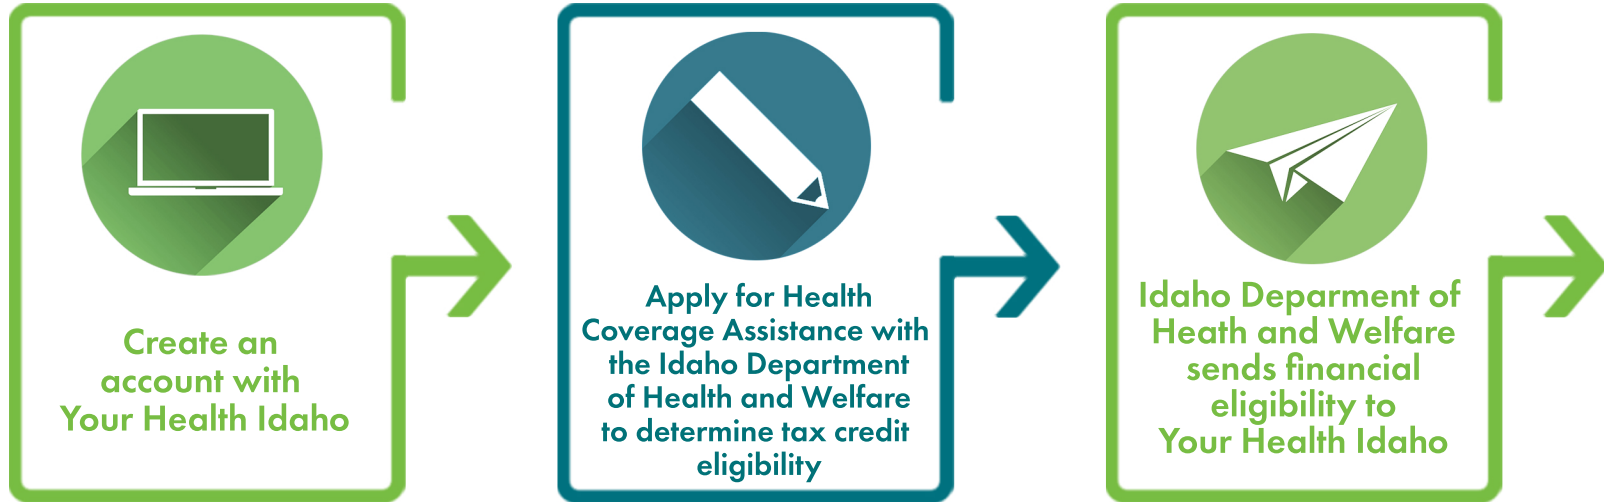 Create an
account with
Your Health Idaho
Apply for Health
Coverage Assistance with
the Idaho Department
of Health and Welfare
to determine tax credit
eligibility
Idaho Deparment of
Heath and Welfare
sends financial
eligibility to
Your Health Idaho